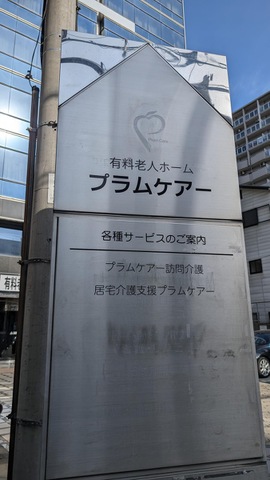 有料老人ホーム
プラムケアー
各種サービスのご案内
プラムケアー訪問介護
居宅介護支援プラムケアー
有料